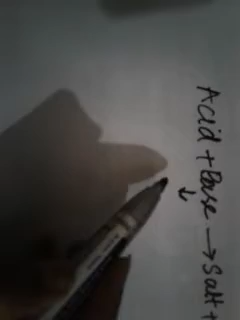 Acid + Base → Salt +
↓